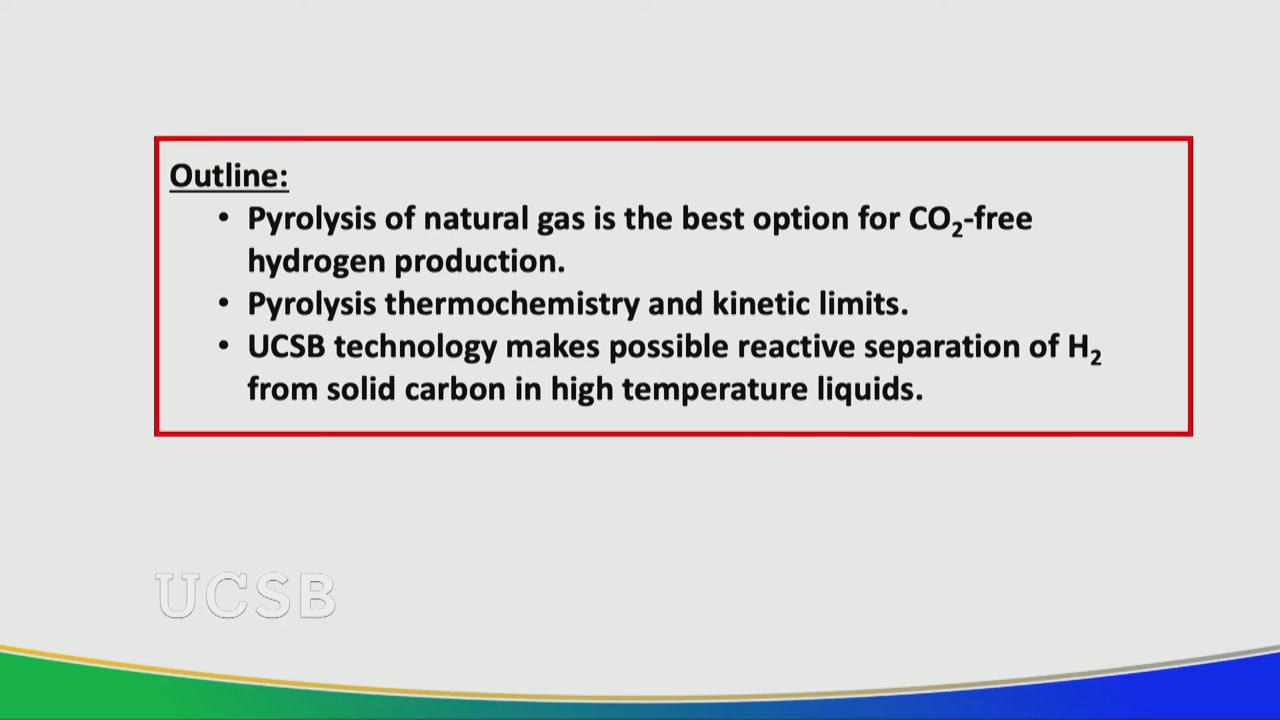 Outline:
• Pyrolysis of natural gas is the best option for CO₂-free
hydrogen production.
• Pyrolysis thermochemistry and kinetic limits.
• UCSB technology makes possible reactive separation of H₂
from solid carbon in high temperature liquids.
UCSB